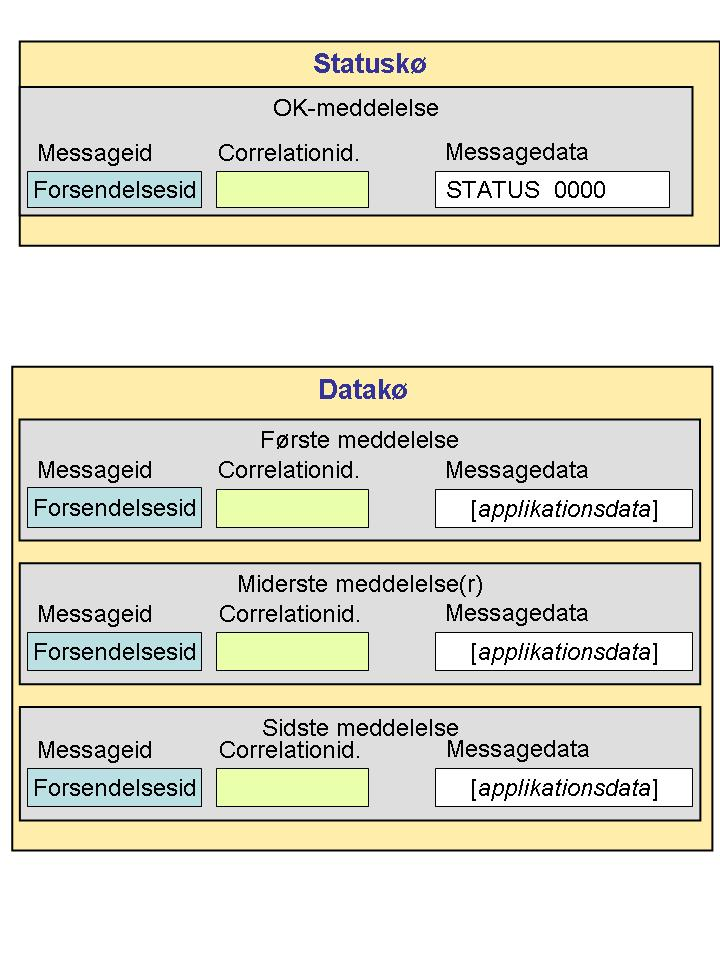 Statuskø
OK-meddelelse
Messageid Correlationid. Messagedata
Forsendelsesid STATUS 0000
Datakø
Første meddelelse
Messageid Correlationid. Messagedata
Forsendelsesid [applikationsdata]
Miderste meddelelse(r)
Messageid Correlationid. Messagedata
Forsendelsesid [applikationsdata]
Sidste meddelelse
Messageid Correlationid. Messagedata
Forsendelsesid [applikationsdata]